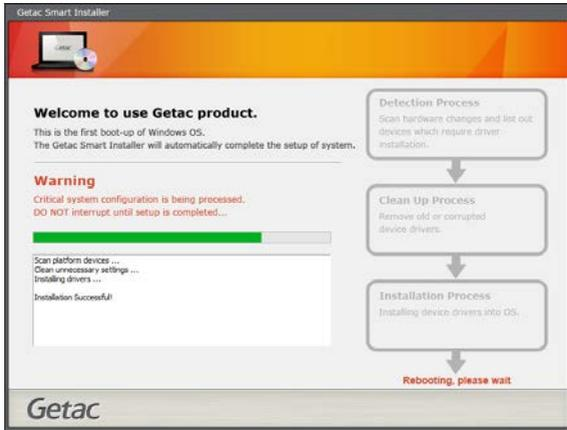 Getac Smart Installer
Getac
Welcome to use Getac product.
This is the first boot-up of Windows OS.
The Getac Smart Installer will automatically complete the setup of system.
Warning
Critical system configuration is being processed.
DO NOT interrupt until setup is completed...
Scan platform devices ...
Clean unnecessary settings ...
Installing drivers ...
Installation Successful!
Detection Process
Scan hardware changes and list out
devices which require driver
installation.
Clean Up Process
Remove old or corrupted
device drivers.
Installation Process
Installing device drivers into OS.
Rebooting, please wait
Getac